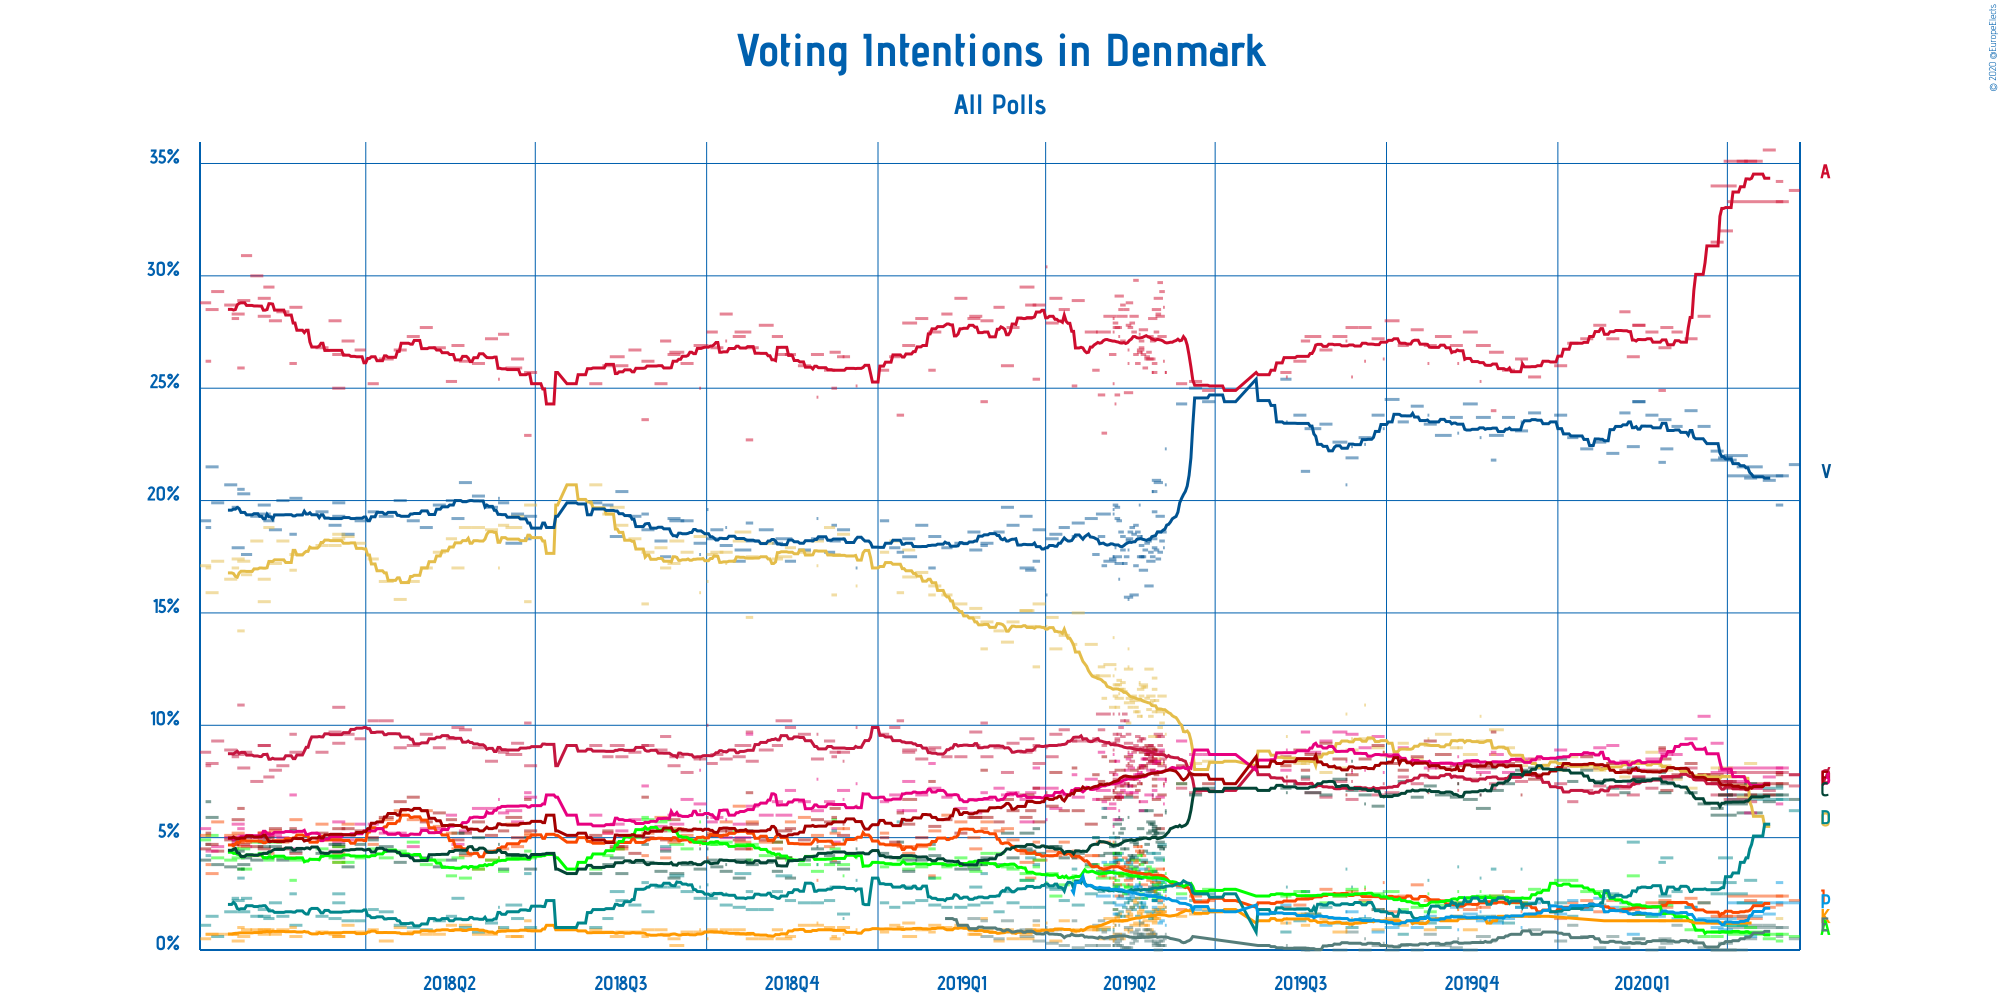 © 2020 @EuropeElects
Voting Intentions in Denmark
All Polls
35%
30%
25%
20%
15%
10%
5%
0%
A
V
C
D
K
2018Q2 2018Q3 2018Q4 2019Q1 2019Q2 2019Q3 2019Q4 2020Q1